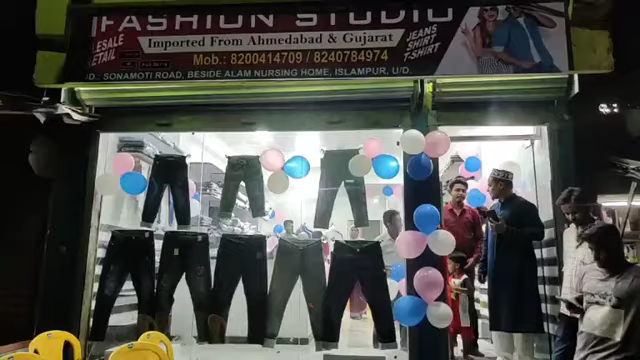 FASHION STUDIO
Imported From Ahmedabad & Gujarat
Mob.: 8200414709 / 8240784974
JEANS
SHIRT
T-SHIRT
LESALE
ETAIL
D.: SONAMOTI ROAD, BESIDE ALAM NURSING HOME, ISLAMPUR, U/D.